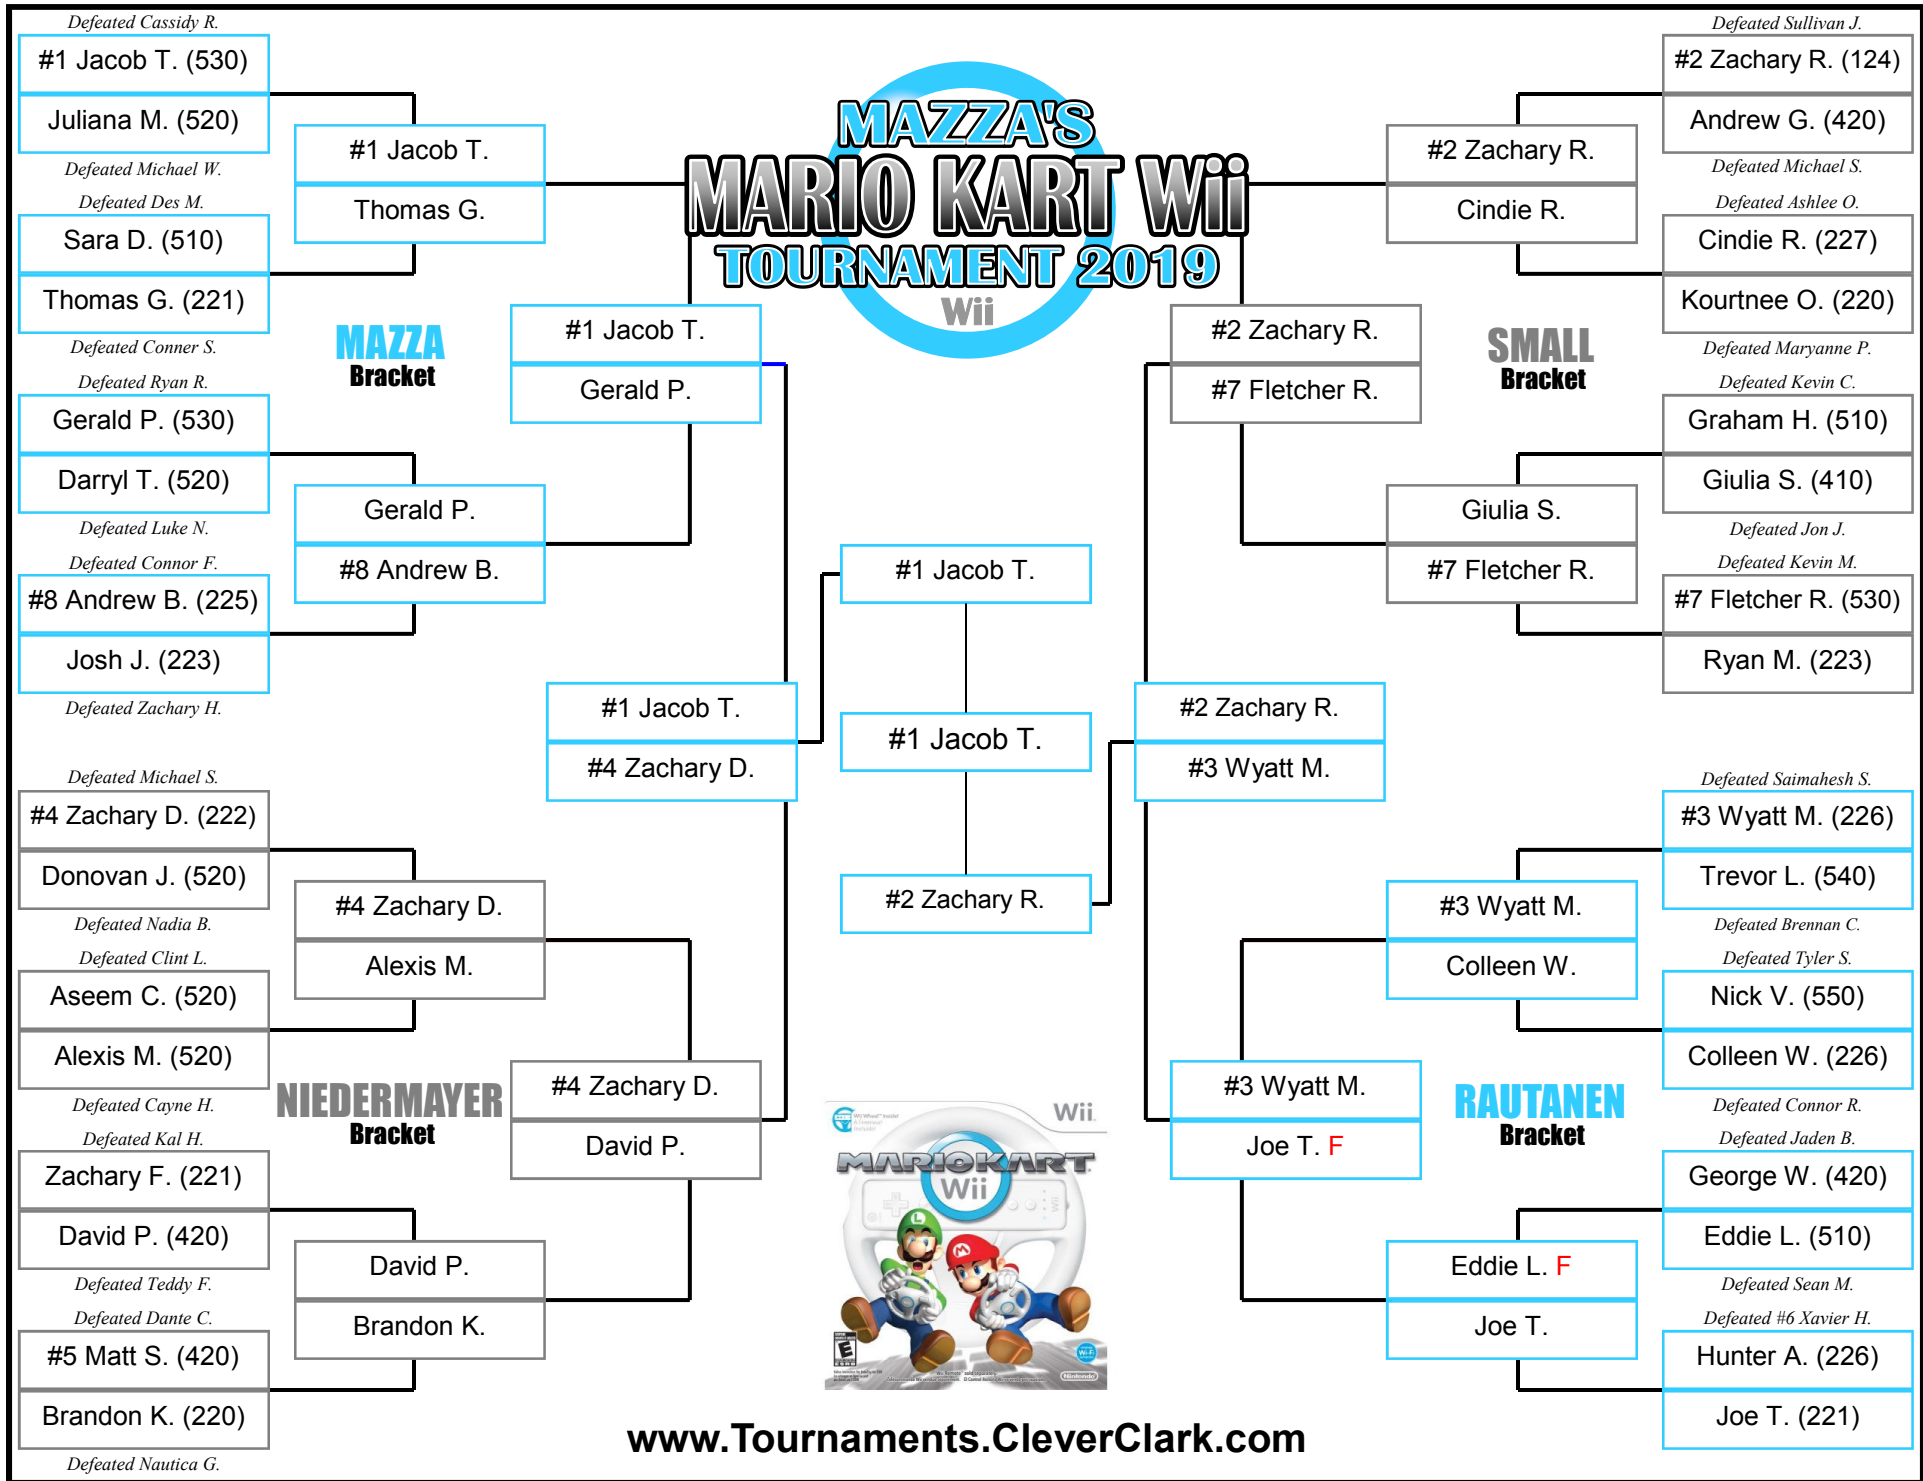 MAZZA'S
MARIO KART Wii
TOURNAMENT 2019
Wii
MAZZA
Bracket
Defeated Cassidy R.
#1 Jacob T. (530)
Juliana M. (520)
Defeated Michael W.
Defeated Des M.
Sara D. (510)
Thomas G. (221)
Defeated Conner S.
Defeated Ryan R.
Gerald P. (530)
Darryl T. (520)
Defeated Luke N.
Defeated Connor F.
#8 Andrew B. (225)
Josh J. (223)
Defeated Zachary H.
#1 Jacob T.
Thomas G.
Gerald P.
#8 Andrew B.
#1 Jacob T.
Gerald P.
NIEDERMAYER
Bracket
Defeated Michael S.
#4 Zachary D. (222)
Donovan J. (520)
Defeated Nadia B.
Defeated Clint L.
Aseem C. (520)
Alexis M. (520)
Defeated Cayne H.
Defeated Kal H.
Zachary F. (221)
David P. (420)
Defeated Teddy F.
Defeated Dante C.
#5 Matt S. (420)
Brandon K. (220)
Defeated Nautica G.
#4 Zachary D.
Alexis M.
David P.
Brandon K.
#4 Zachary D.
David P.
#1 Jacob T.
#4 Zachary D.
#1 Jacob T.
#1 Jacob T.
#2 Zachary R.
#2 Zachary R.
#3 Wyatt M.
SMALL
Bracket
#2 Zachary R.
#7 Fletcher R.
#2 Zachary R.
Cindie R.
Giulia S.
#7 Fletcher R.
Defeated Sullivan J.
#2 Zachary R. (124)
Andrew G. (420)
Defeated Michael S.
Defeated Ashlee O.
Cindie R. (227)
Kourtnee O. (220)
Defeated Maryanne P.
Defeated Kevin C.
Graham H. (510)
Giulia S. (410)
Defeated Jon J.
Defeated Kevin M.
#7 Fletcher R. (530)
Ryan M. (223)
RAUTANEN
Bracket
#3 Wyatt M.
Joe T. F
#3 Wyatt M.
Colleen W.
Eddie L. F
Joe T.
Defeated Saimahesh S.
#3 Wyatt M. (226)
Trevor L. (540)
Defeated Brennan C.
Defeated Tyler S.
Nick V. (550)
Colleen W. (226)
Defeated Connor R.
Defeated Jaden B.
George W. (420)
Eddie L. (510)
Defeated Sean M.
Defeated #6 Xavier H.
Hunter A. (226)
Joe T. (221)
Wii
MARIOKART
Wii
E
Wi-Fi
Nintendo
www.Tournaments.CleverClark.com